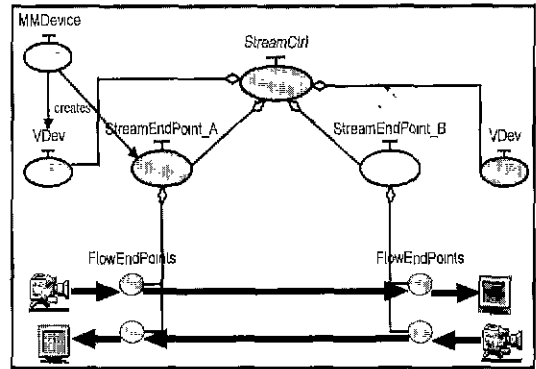 MMDevice
StreamCtrl
creates
StreamEndPoint_A
StreamEndPoint_B
VDev
VDev
FlowEndPoints
FlowEndPoints